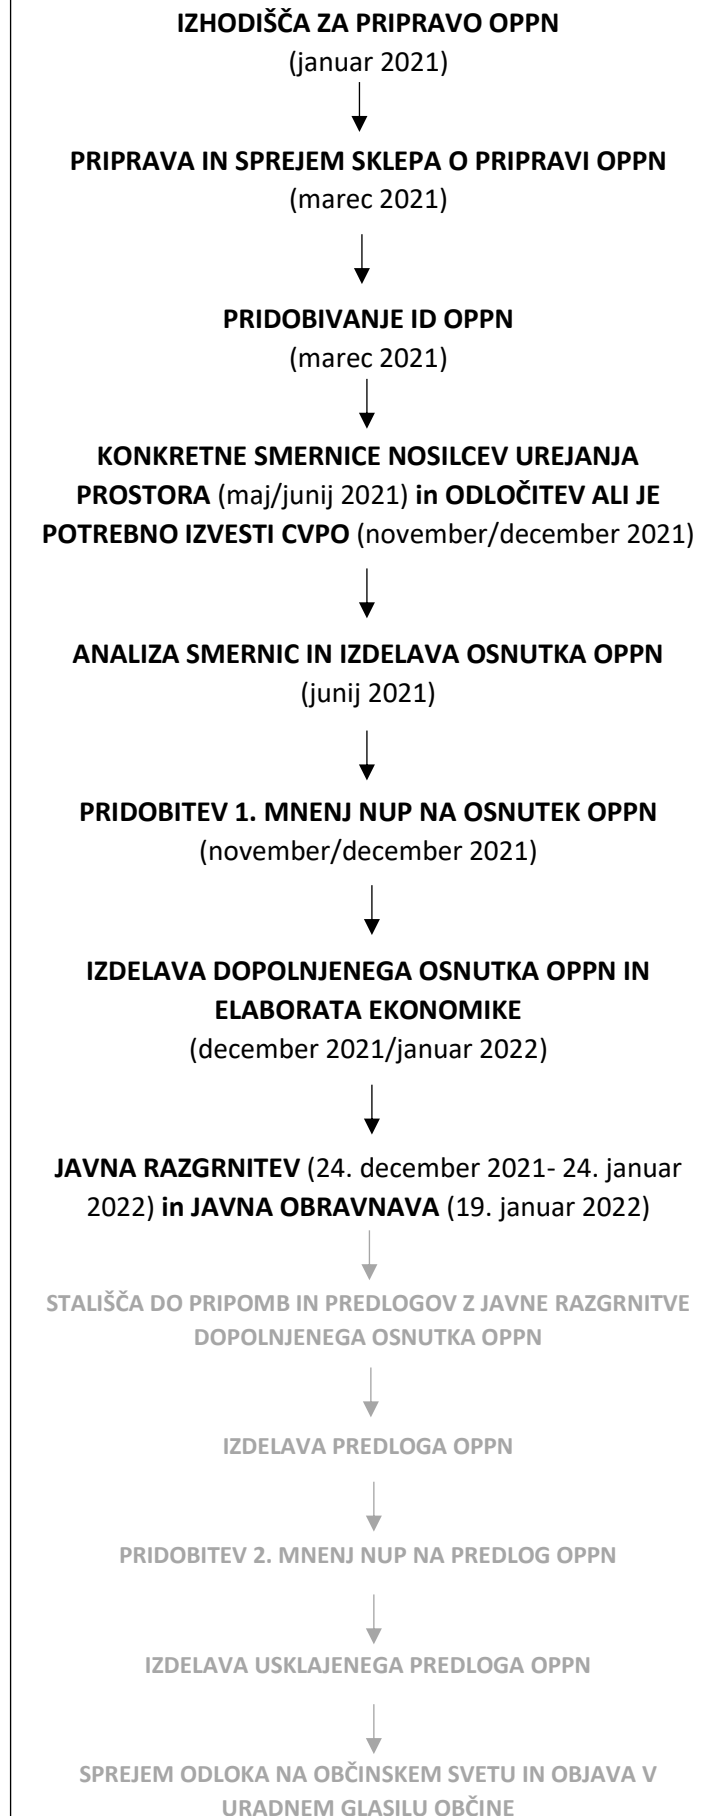 IZHODIŠČA ZA PRIPRAVO OPPN
(januar 2021)
PRIPRAVA IN SPREJEM SKLEPA O PRIPRAVI OPPN
(marec 2021)
PRIDOBIVANJE ID OPPN
(marec 2021)
KONKRETNE SMERNICE NOSILCEV UREJANJA
PROSTORA (maj/junij 2021) in ODLOČITEV ALI JE
POTREBNO IZVESTI CVPO (november/december 2021)
ANALIZA SMERNIC IN IZDELAVA OSNUTKA OPPN
(junij 2021)
PRIDOBITEV 1. MNENJ NUP NA OSNUTEK OPPN
(november/december 2021)
IZDELAVA DOPOLNJENEGA OSNUTKA OPPN IN
ELABORATA EKONOMIKE
(december 2021/januar 2022)
JAVNA RAZGRNITEV (24. december 2021- 24. januar
2022) in JAVNA OBRAVNAVA (19. januar 2022)
STALIŠČA DO PRIPOMB IN PREDLOGOV Z JAVNE RAZGRNITVE
DOPOLNJENEGA OSNUTKA OPPN
IZDELAVA PREDLOGA OPPN
PRIDOBITEV 2. MNENJ NUP NA PREDLOG OPPN
IZDELAVA USKLAJENEGA PREDLOGA OPPN
SPREJEM ODLOKA NA OBČINSKEM SVETU IN OBJAVA V
URADNEM GLASILU OBČINE